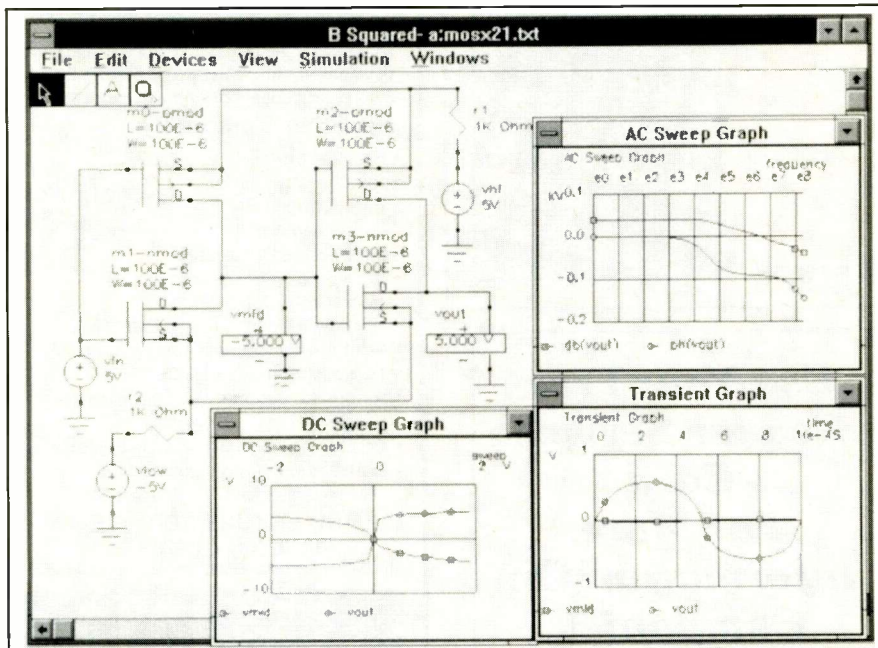 B Squared- a:mosx21.txt
File Edit Devices View Simulation Windows
A
m0-pmod
L=100E-6
W=100E-6
S
D
m2-pmod
L=100E-6
W=100E-6
S
D
r1
1K Ohm
vhi
5V
m1-nmod
L=100E-6
W=100E-6
D
S
m3-nmod
L=100E-6
W=100E-6
D
S
vmid
-5.000 V
vout
5.000 V
vin
5V
r2
1K Ohm
vlow
-5V
AC Sweep Graph
AC Sweep Graph
frequency
e0 e1 e2 e3 e4 e5 e6 e7 e8
kV
0.1
0.0
-0.1
-0.2
db(vout) ph(vout)
DC Sweep Graph
DC Sweep Graph
sweep
-2 0 2 V
V
10
0
-10
vmid vout
Transient Graph
Transient Graph
time
0 2 4 6 8
V
1
0
-1
vmid vout